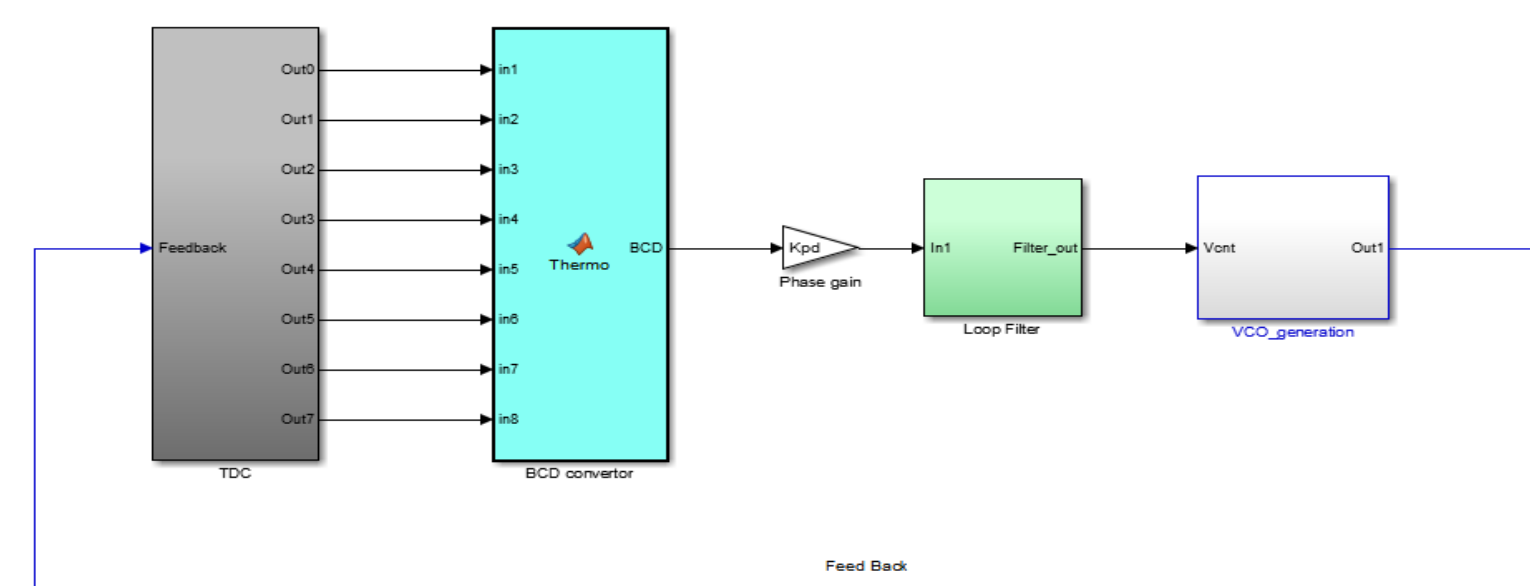 Feedback
Out0
Out1
Out2
Out3
Out4
Out5
Out6
Out7
TDC
in1
in2
in3
in4
in5
in6
in7
in8
Thermo
BCD
BCD convertor
Kpd
Phase gain
In1
Filter_out
Loop Filter
Vcnt
Out1
VCO_generation
Feed Back